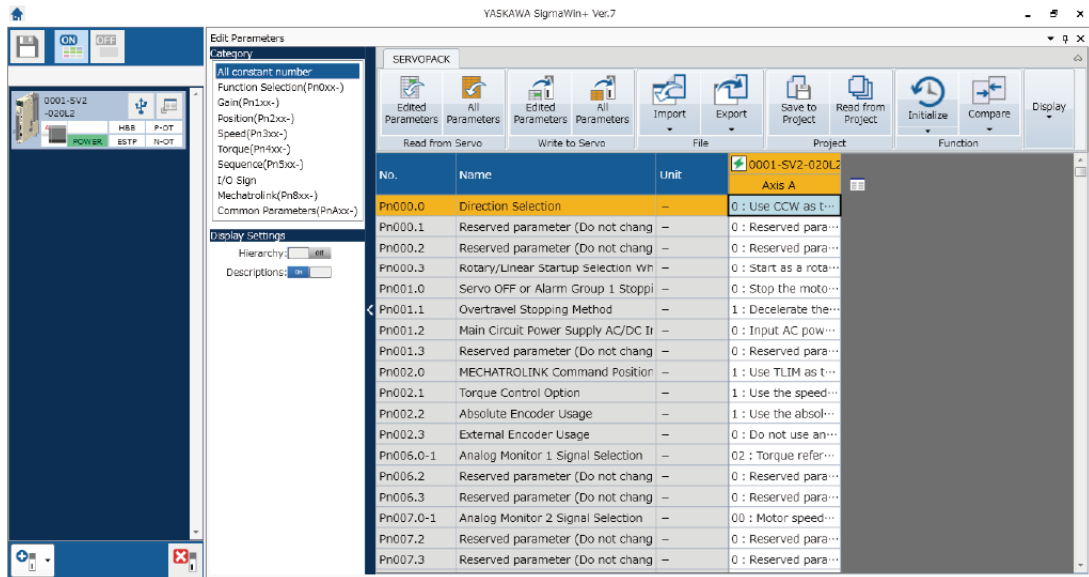 YASKAWA SigmaWin+ Ver.7
ON
OFF
0001-SV2
-020L2
HBB
P-OT
POWER
ESTP
N-OT
Edit Parameters
Category
All constant number
Function Selection(Pn0xx-)
Gain(Pn1xx-)
Position(Pn2xx-)
Speed(Pn3xx-)
Torque(Pn4xx-)
Sequence(Pn5xx-)
I/O Sign
Mechatrolink(Pn8xx-)
Common Parameters(PnAxx-)
Display Settings
Hierarchy: Off
Descriptions: ON
SERVOPACK
Edited Parameters
All Parameters
Read from Servo
Edited Parameters
All Parameters
Write to Servo
Import
Export
File
Save to Project
Read from Project
Project
Initialize
Compare
Function
Display
No. Name Unit 0001-SV2-020L2
Axis A
Pn000.0 Direction Selection – 0 : Use CCW as t···
Pn000.1 Reserved parameter (Do not chang – 0 : Reserved para···
Pn000.2 Reserved parameter (Do not chang – 0 : Reserved para···
Pn000.3 Rotary/Linear Startup Selection Wh – 0 : Start as a rota···
Pn001.0 Servo OFF or Alarm Group 1 Stoppi – 0 : Stop the moto···
Pn001.1 Overtravel Stopping Method – 1 : Decelerate the···
Pn001.2 Main Circuit Power Supply AC/DC Ir – 0 : Input AC pow···
Pn001.3 Reserved parameter (Do not chang – 0 : Reserved para···
Pn002.0 MECHATROLINK Command Position – 1 : Use TLIM as t···
Pn002.1 Torque Control Option – 1 : Use the speed···
Pn002.2 Absolute Encoder Usage – 1 : Use the absol···
Pn002.3 External Encoder Usage – 0 : Do not use an···
Pn006.0-1 Analog Monitor 1 Signal Selection – 02 : Torque refer···
Pn006.2 Reserved parameter (Do not chang – 0 : Reserved para···
Pn006.3 Reserved parameter (Do not chang – 0 : Reserved para···
Pn007.0-1 Analog Monitor 2 Signal Selection – 00 : Motor speed···
Pn007.2 Reserved parameter (Do not chang – 0 : Reserved para···
Pn007.3 Reserved parameter (Do not chang – 0 : Reserved para···